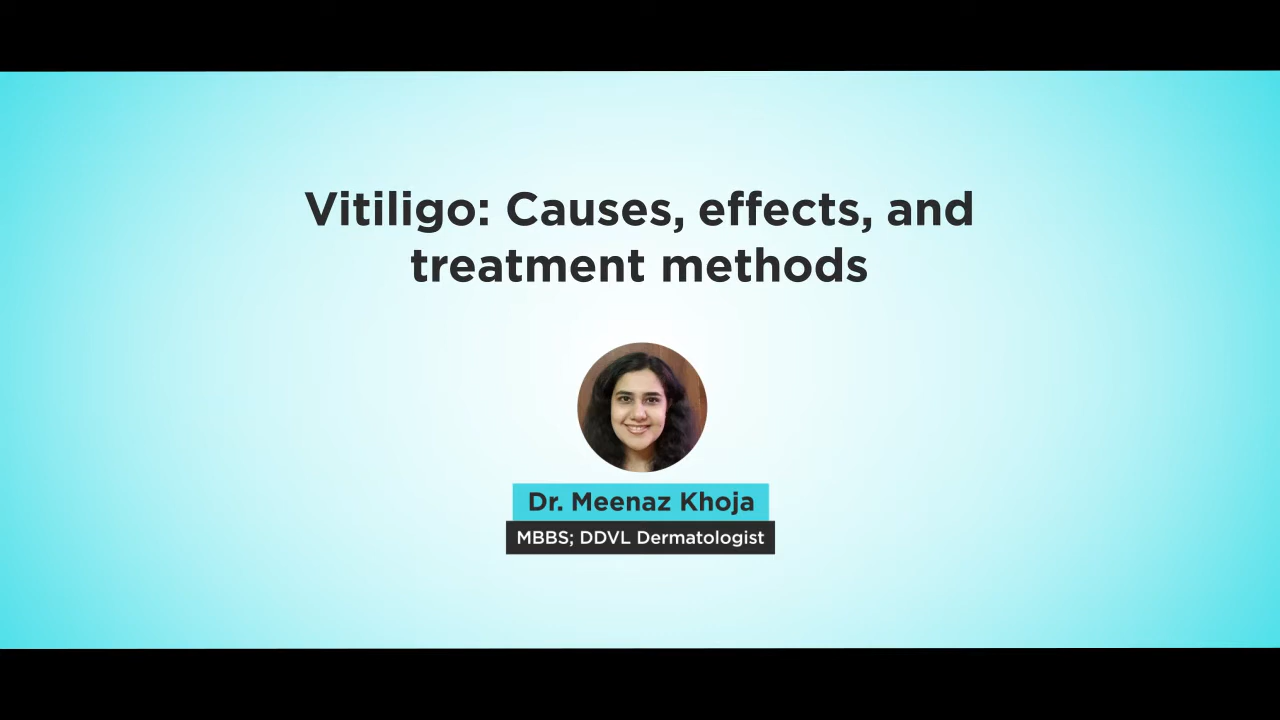 Vitiligo: Causes, effects, and
treatment methods
Dr. Meenaz Khoja
MBBS; DDVL Dermatologist